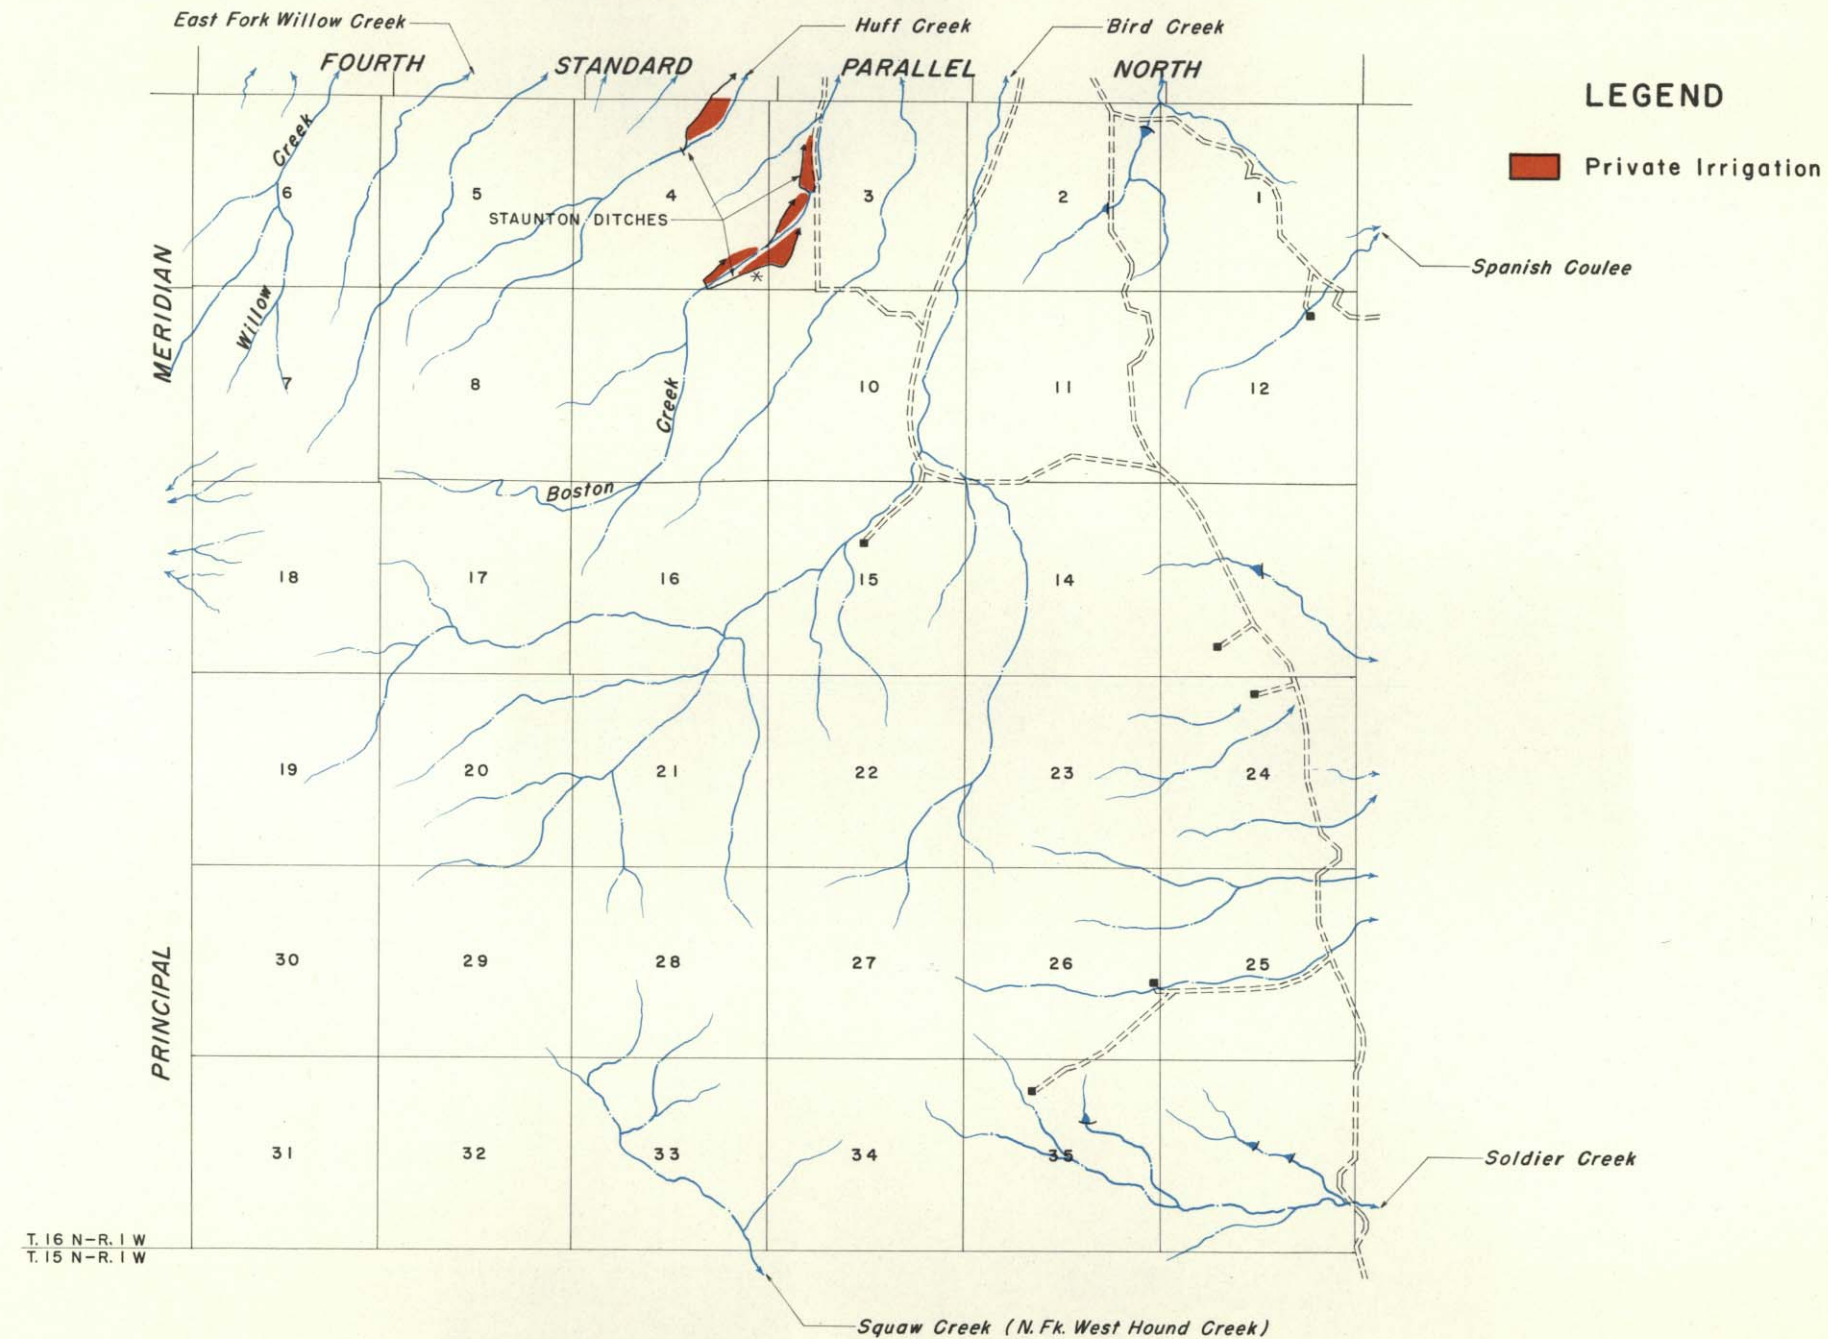 East Fork Willow Creek
Huff Creek
Bird Creek
FOURTH STANDARD PARALLEL NORTH
LEGEND
Private Irrigation
Creek
6 5 4 3 2 1
STAUNTON DITCHES
Spanish Coulee
MERIDIAN
Willow
*
7 8 10 11 12
Creek
Boston
18 17 16 15 14
19 20 21 22 23 24
30 29 28 27 26 25
PRINCIPAL
31 32 33 34 35
Soldier Creek
T. 16 N-R. 1 W
T. 15 N-R. 1 W
Squaw Creek (N. Fk. West Hound Creek)